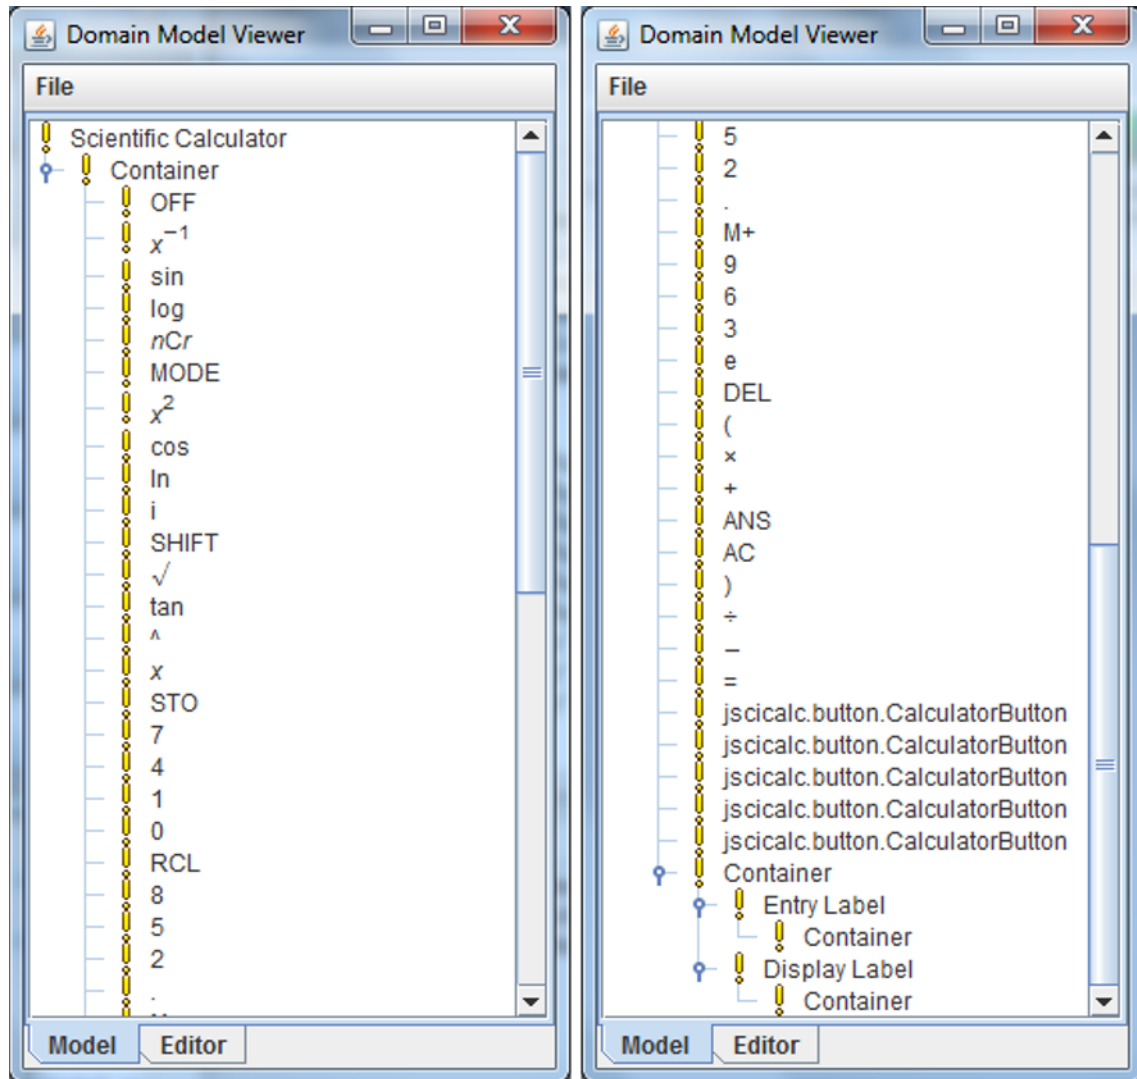 Domain Model Viewer
File
Scientific Calculator
Container
OFF
x⁻¹
sin
log
nCr
MODE
x²
cos
ln
i
SHIFT
√
tan
^
x
STO
7
4
1
0
RCL
8
5
2
.
Model Editor
Domain Model Viewer
File
5
2
.
M+
9
6
3
e
DEL
(
×
+
ANS
AC
)
÷
−
=
jscicalc.button.CalculatorButton
jscicalc.button.CalculatorButton
jscicalc.button.CalculatorButton
jscicalc.button.CalculatorButton
jscicalc.button.CalculatorButton
Container
Entry Label
Container
Display Label
Container
Model Editor